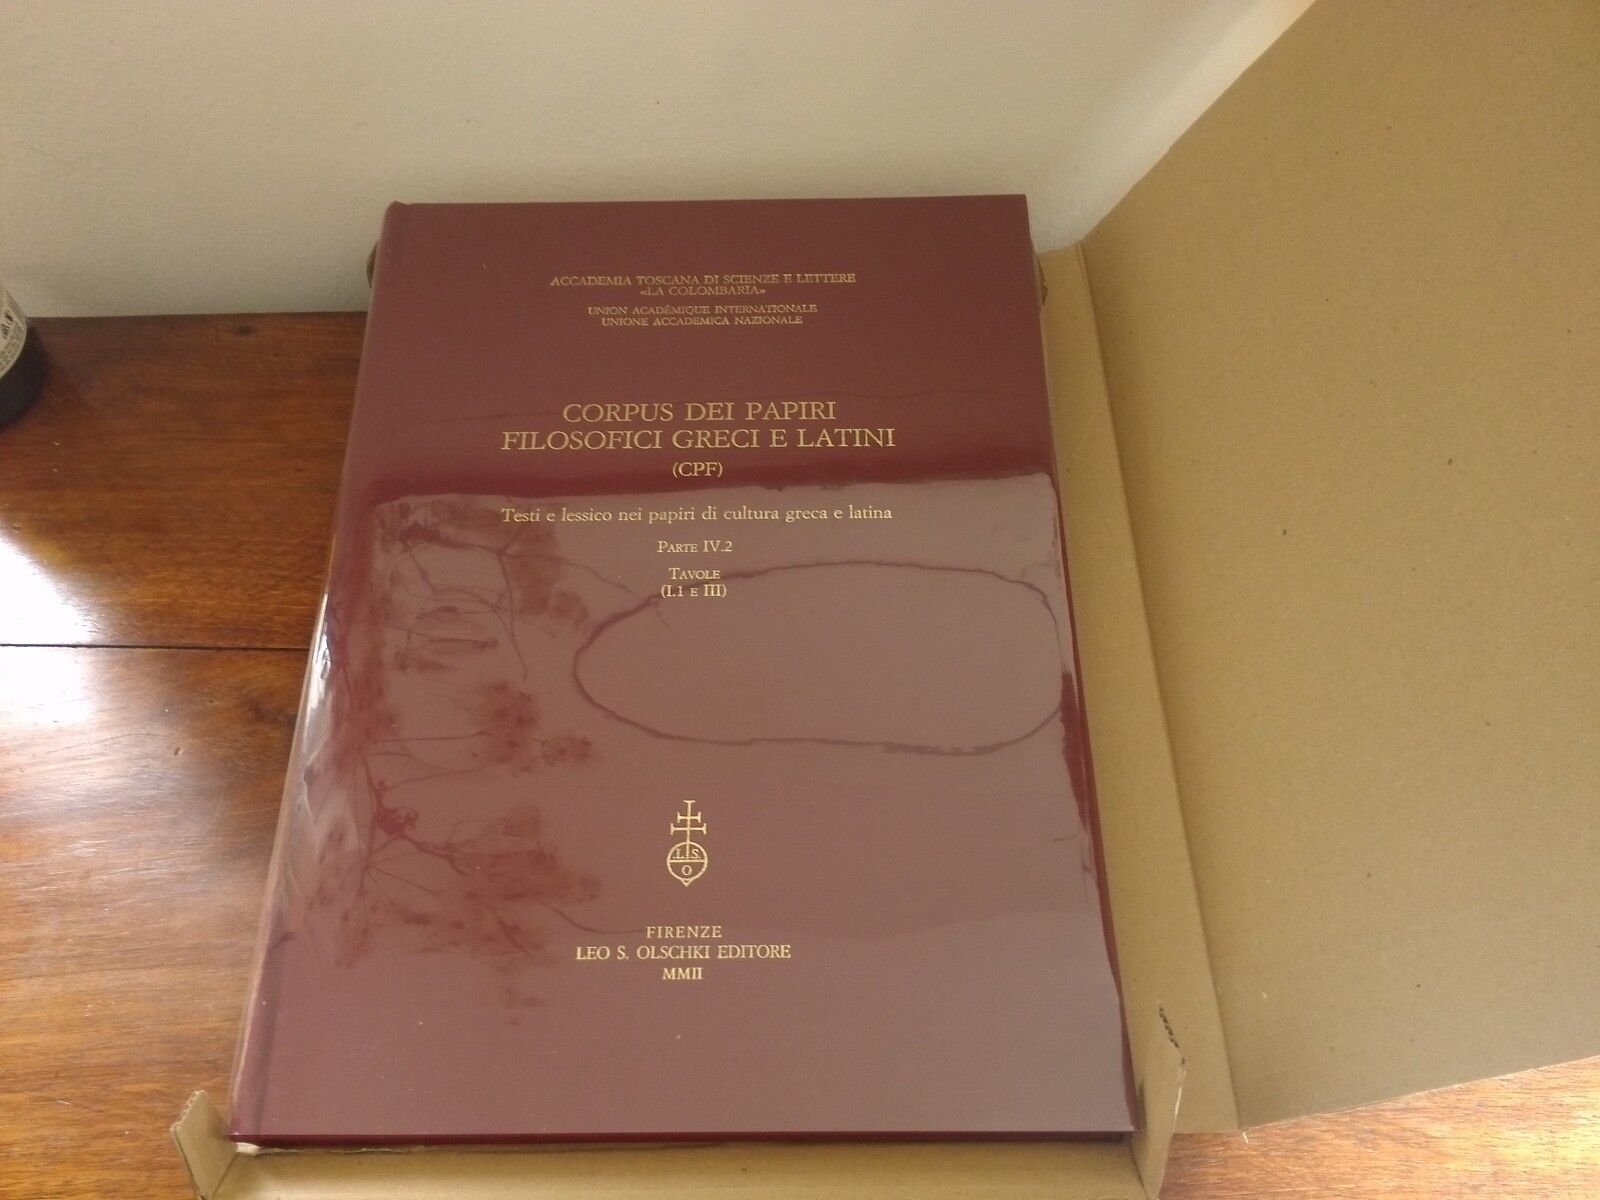 ACCADEMIA TOSCANA DI SCIENZE E LETTERE
«LA COLOMBARIA»
UNION ACADÉMIQUE INTERNATIONALE
UNIONE ACCADEMICA NAZIONALE
CORPUS DEI PAPIRI
FILOSOFICI GRECI E LATINI
(CPF)
Testi e lessico nei papiri di cultura greca e latina
PARTE IV.2
TAVOLE
(I.1 E III)
L. S.
O
FIRENZE
LEO S. OLSCHKI EDITORE
MMII